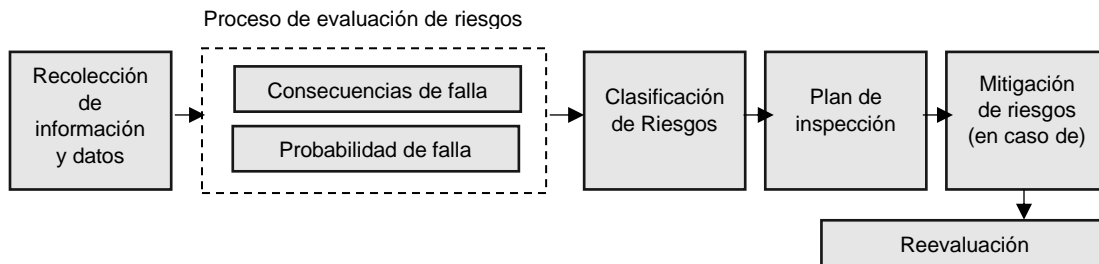 Proceso de evaluación de riesgos
Recolección
de
información
y datos
Consecuencias de falla
Probabilidad de falla
Clasificación
de Riesgos
Plan de
inspección
Mitigación
de riesgos
(en caso de)
Reevaluación